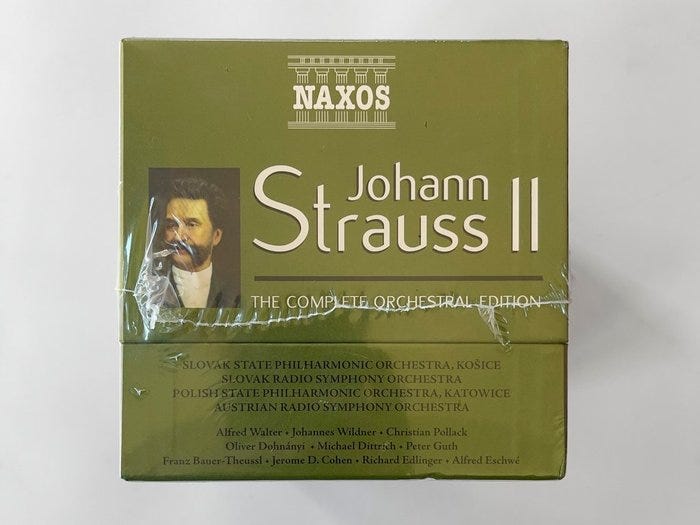 NAXOS
Johann
Strauss II
THE COMPLETE ORCHESTRAL EDITION
SLOVAK STATE PHILHARMONIC ORCHESTRA, KOŠICE
SLOVAK RADIO SYMPHONY ORCHESTRA
POLISH STATE PHILHARMONIC ORCHESTRA, KATOWICE
AUSTRIAN RADIO SYMPHONY ORCHESTRA
Alfred Walter • Johannes Wildner • Christian Pollack
Oliver Dohnányi • Michael Dittrich • Peter Guth
Franz Bauer-Theussl • Jerome D. Cohen • Richard Edlinger • Alfred Eschwé